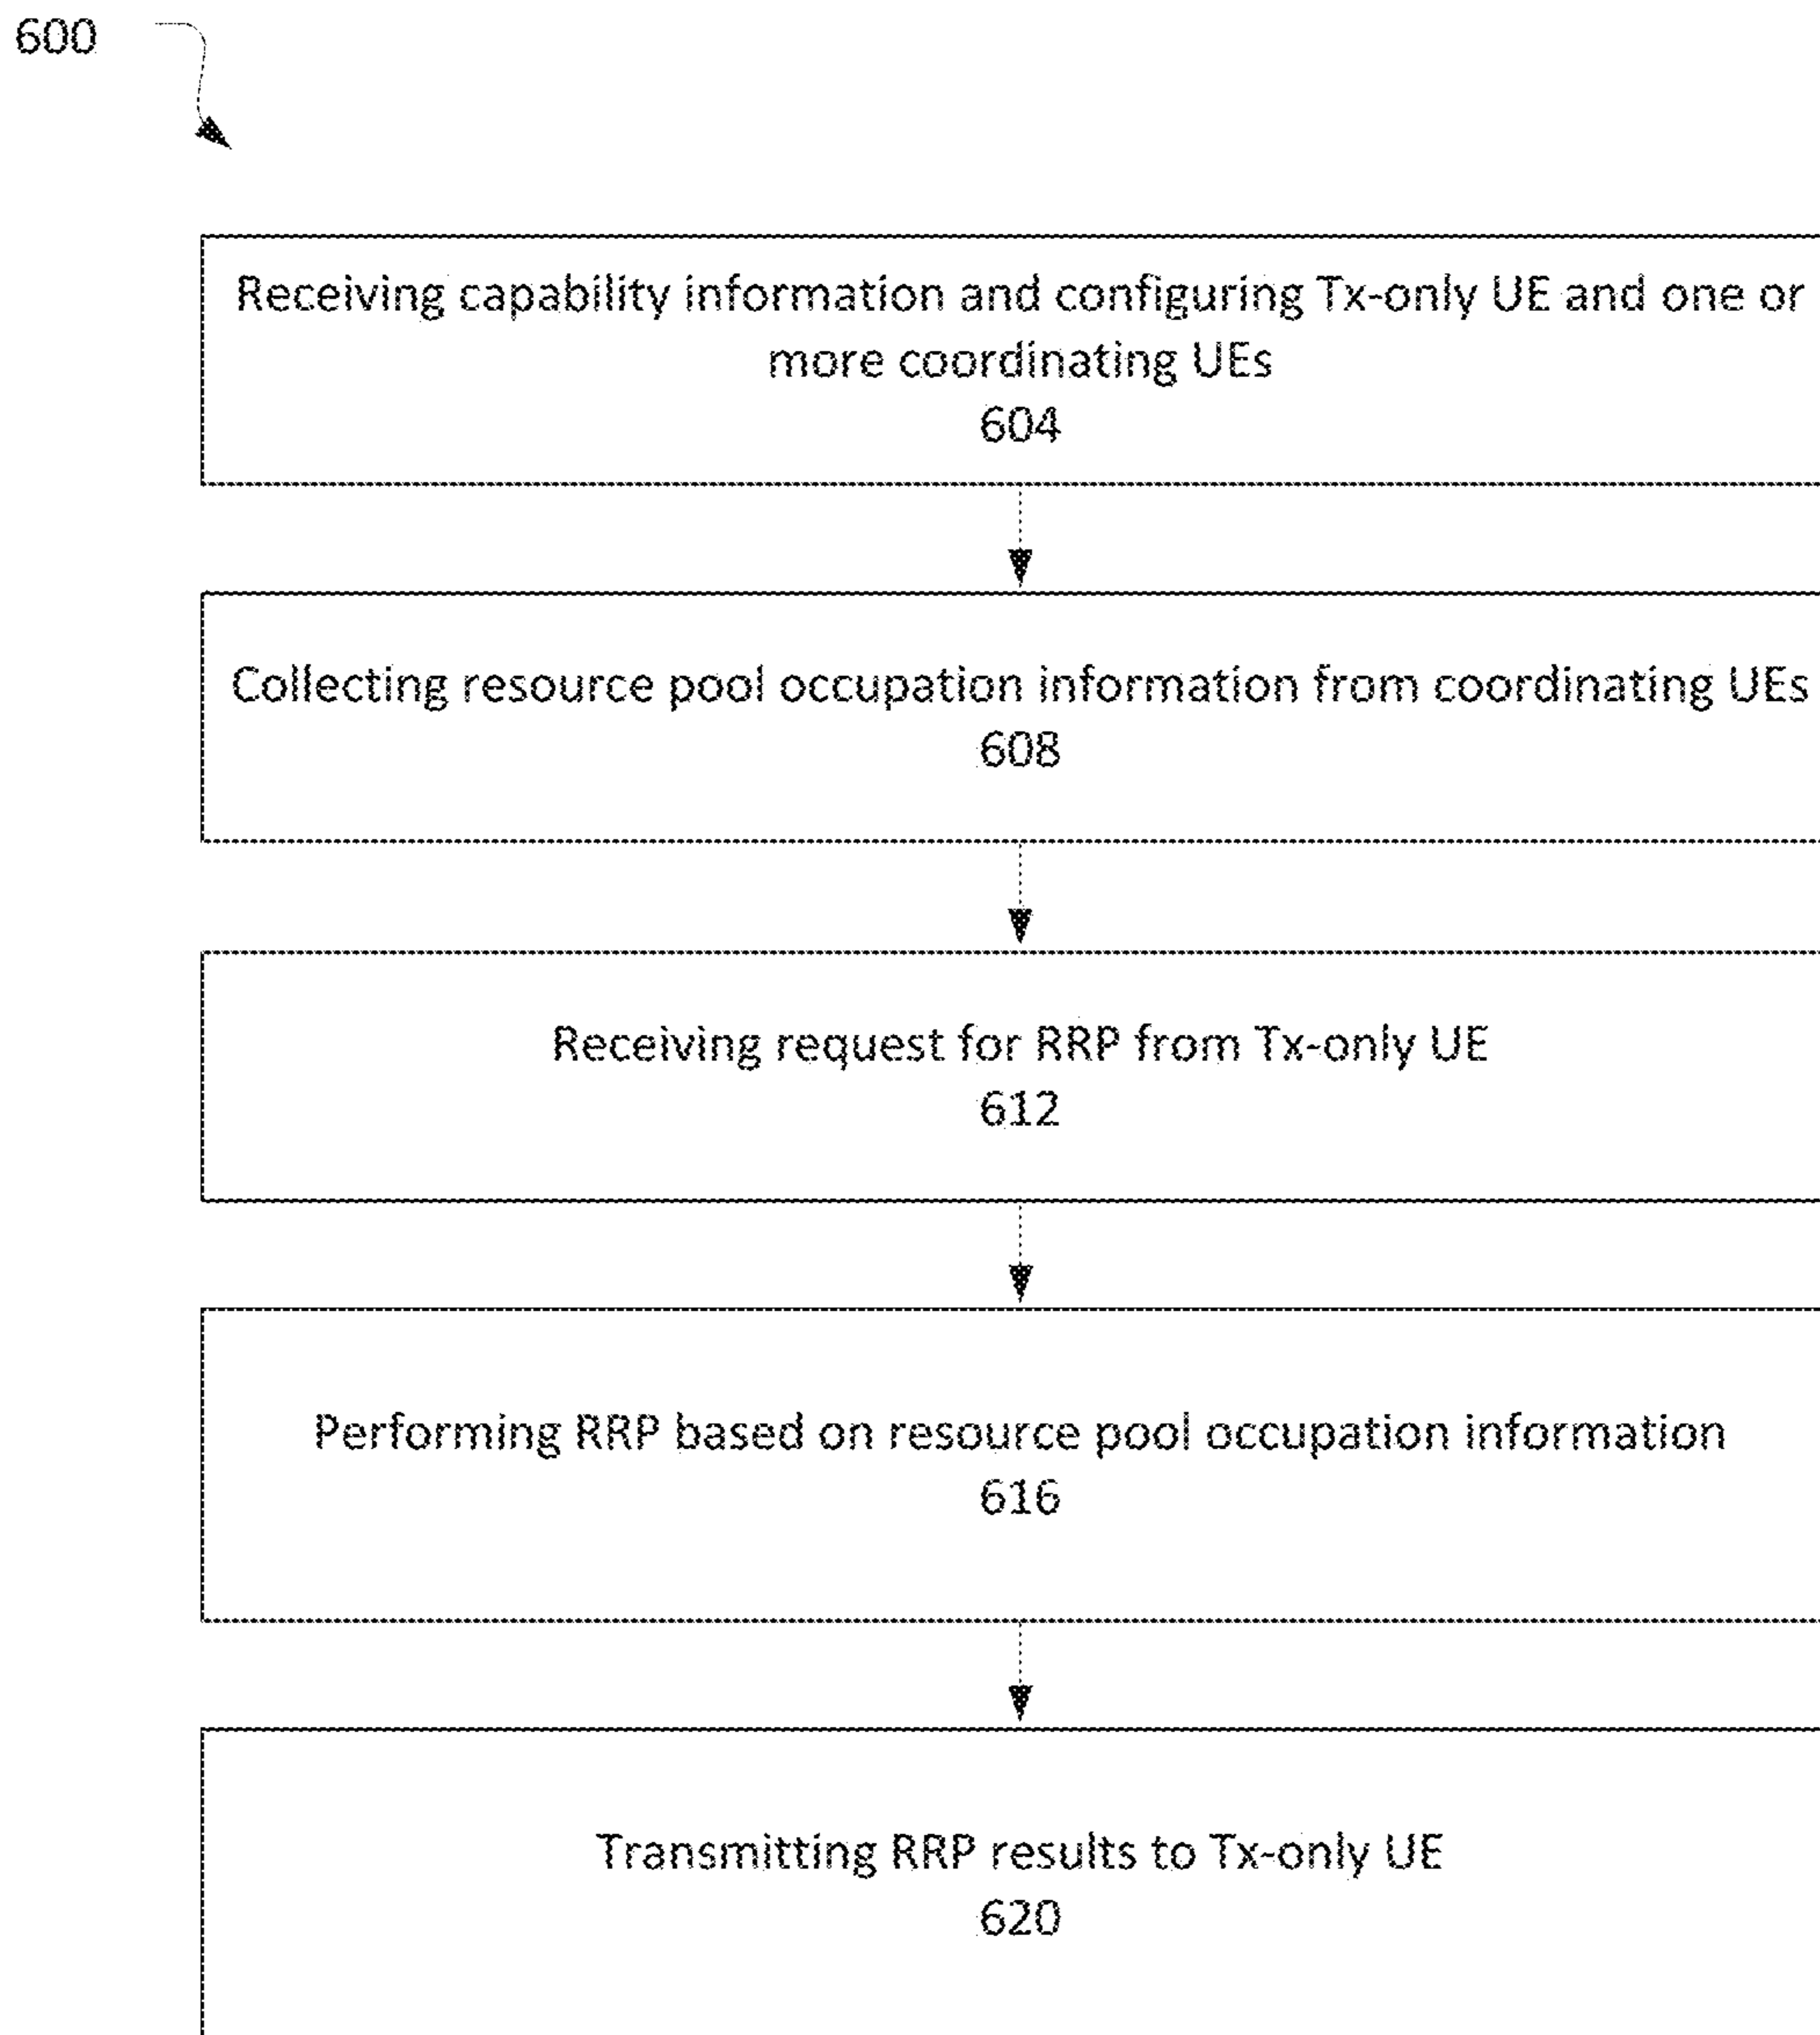 600
Receiving capability information and configuring Tx-only UE and one or
more coordinating UEs
604
Collecting resource pool occupation information from coordinating UEs
608
Receiving request for RRP from Tx-only UE
612
Performing RRP based on resource pool occupation information
616
Transmitting RRP results to Tx-only UE
620